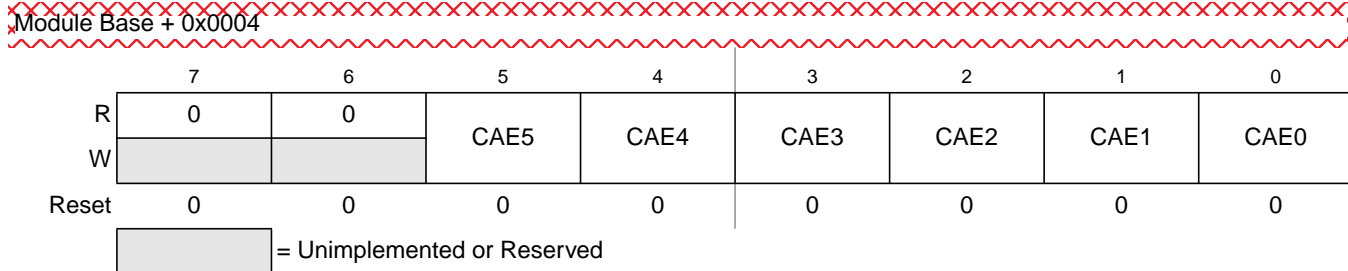 Module Base + 0x0004
7 6 5 4 3 2 1 0
R 0 0 CAE5 CAE4 CAE3 CAE2 CAE1 CAE0
W
Reset 0 0 0 0 0 0 0 0
= Unimplemented or Reserved